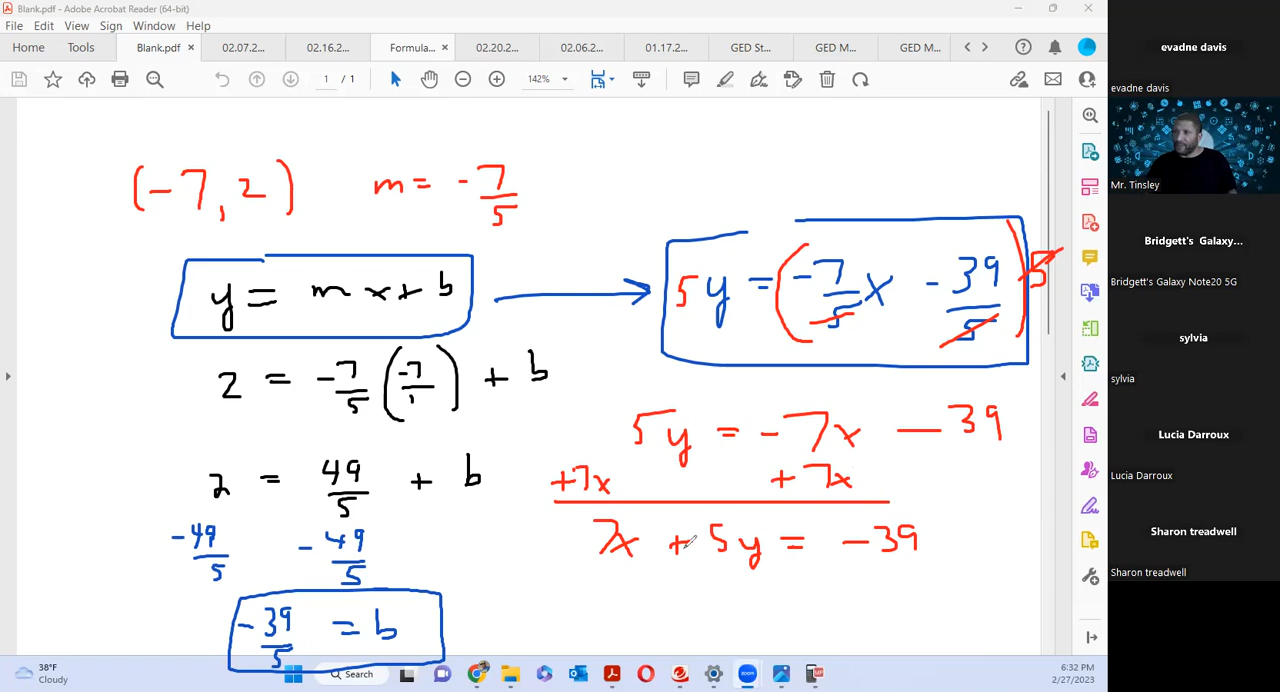 Blank.pdf - Adobe Acrobat Reader (64-bit)
File Edit View Sign Window Help
Home Tools Blank.pdf × 02.07.2... 02.16.2... Formula... × 02.20.2... 02.06.2... 01.17.2... GED St... GED M... GED M...
1 / 1 142%
evadne davis
evadne davis
Mr. Tinsley
Bridgett's Galaxy...
Bridgett's Galaxy Note20 5G
sylvia
sylvia
Lucia Darroux
Lucia Darroux
Sharon treadwell
Sharon treadwell
(-7, 2) m = -7/5
y = mx + b
5y = (-7/5 x - 39/5) 5
2 = -7/5 (-7/1) + b
5y = -7x - 39
2 = 49/5 + b
+7x +7x
-49/5 -49/5
7x + 5y = -39
-39/5 = b
38°F
Cloudy
Search
6:32 PM
2/27/2023